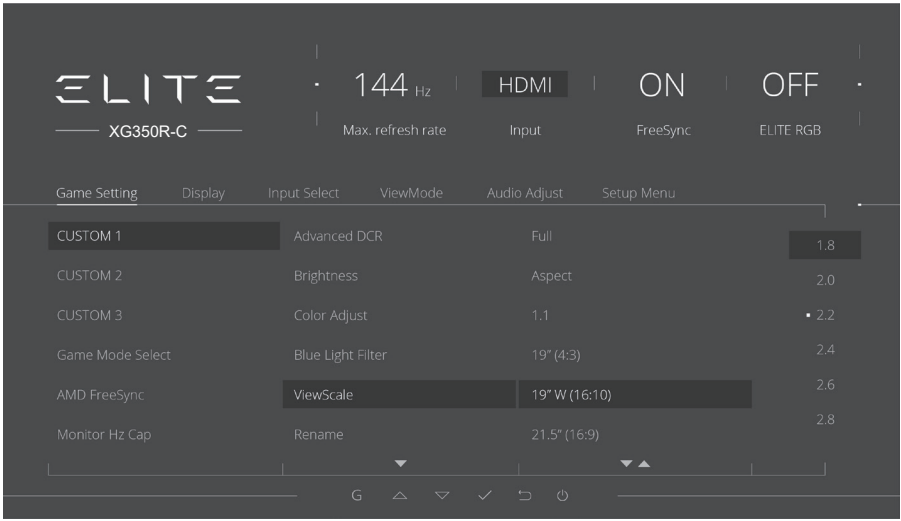 ELITE
XG350R-C
144 Hz
Max. refresh rate
HDMI
Input
ON
FreeSync
OFF
ELITE RGB
Game Setting Display Input Select ViewMode Audio Adjust Setup Menu
CUSTOM 1 Advanced DCR Full 1.8
CUSTOM 2 Brightness Aspect 2.0
CUSTOM 3 Color Adjust 1.1 2.2
Game Mode Select Blue Light Filter 19" (4:3) 2.4
AMD FreeSync ViewScale 19" W (16:10) 2.6
Monitor Hz Cap Rename 21.5" (16:9) 2.8
G